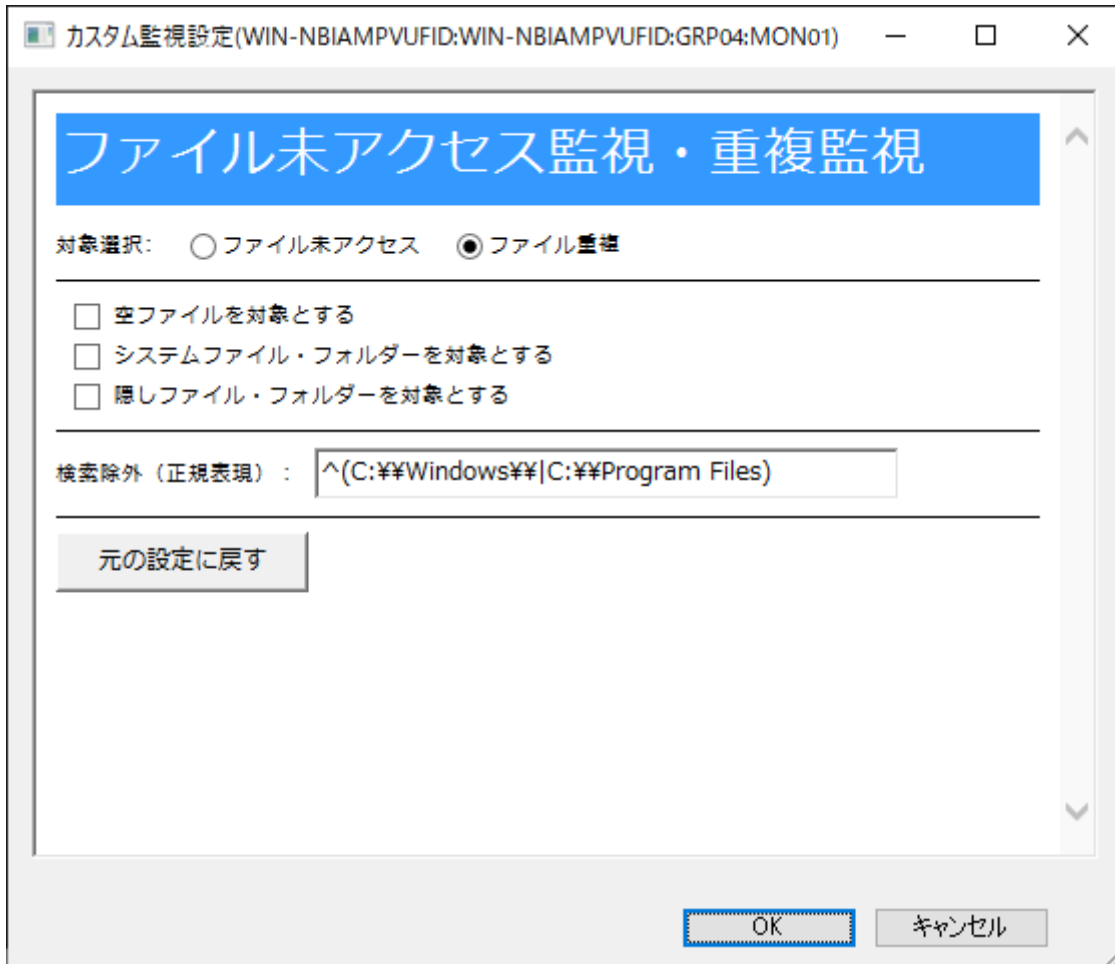 カスタム監視設定(WIN-NBIAMPVUFID:WIN-NBIAMPVUFID:GRP04:MON01)
ファイル未アクセス監視・重複監視
対象選択: ファイル未アクセス ファイル重複
空ファイルを対象とする
システムファイル・フォルダーを対象とする
隠しファイル・フォルダーを対象とする
検索除外（正規表現）: ^(C:¥¥Windows¥¥|C:¥¥Program Files)
元の設定に戻す
OK キャンセル